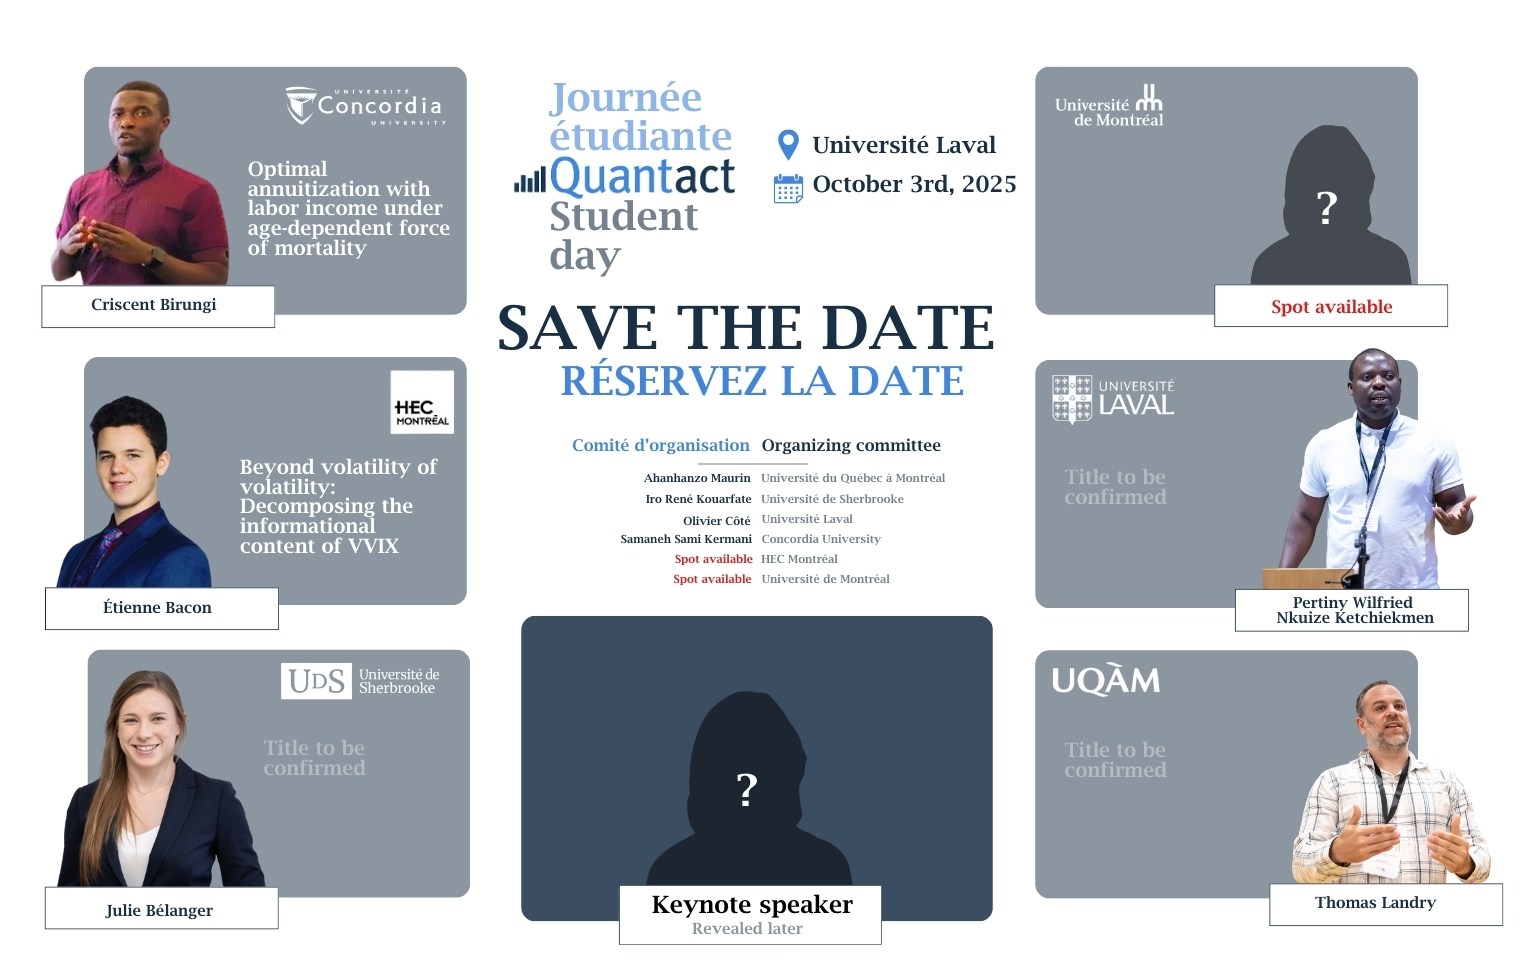 UNIVERSITÉ
Concordia
UNIVERSITY
Optimal
annuitization with
labor income under
age-dependent force
of mortality
Criscent Birungi
HEC
MONTRÉAL
Beyond volatility of
volatility:
Decomposing the
informational
content of VVIX
Étienne Bacon
UDS Université de
Sherbrooke
Title to be
confirmed
Julie Bélanger
Journée
étudiante
Quantact
Student
day
Université Laval
October 3rd, 2025
SAVE THE DATE
RÉSERVEZ LA DATE
Comité d'organisation Organizing committee
Ahanhanzo Maurin Université du Québec à Montréal
Iro René Kouarfate Université de Sherbrooke
Olivier Côté Université Laval
Samaneh Sami Kermani Concordia University
Spot available HEC Montréal
Spot available Université de Montréal
?
Keynote speaker
Revealed later
Université
de Montréal
?
Spot available
UNIVERSITÉ
LAVAL
Title to be
confirmed
Pertiny Wilfried
Nkuize Ketchiekmen
UQÀM
Title to be
confirmed
Thomas Landry